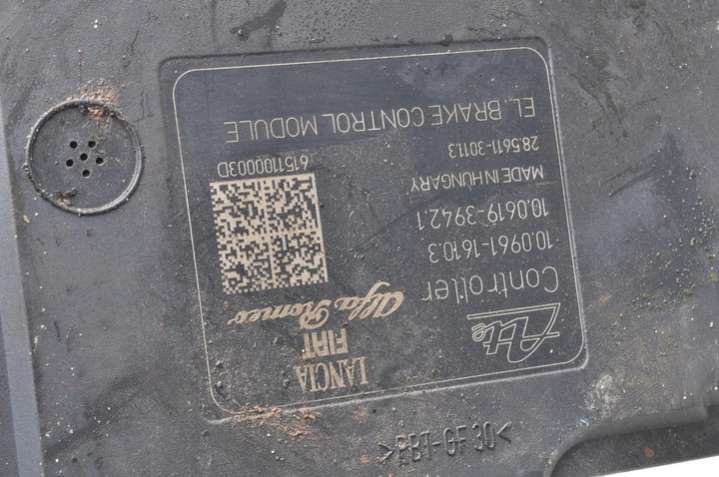 Ate
LANCIA
FIAT
Alfa Romeo
Controller
10.0961-1610.3
10.0619-3942.1
MADE IN HUNGARY
28.5611-3011.3
6151100003D
EL. BRAKE CONTROL MODULE
>PBT-GF30<